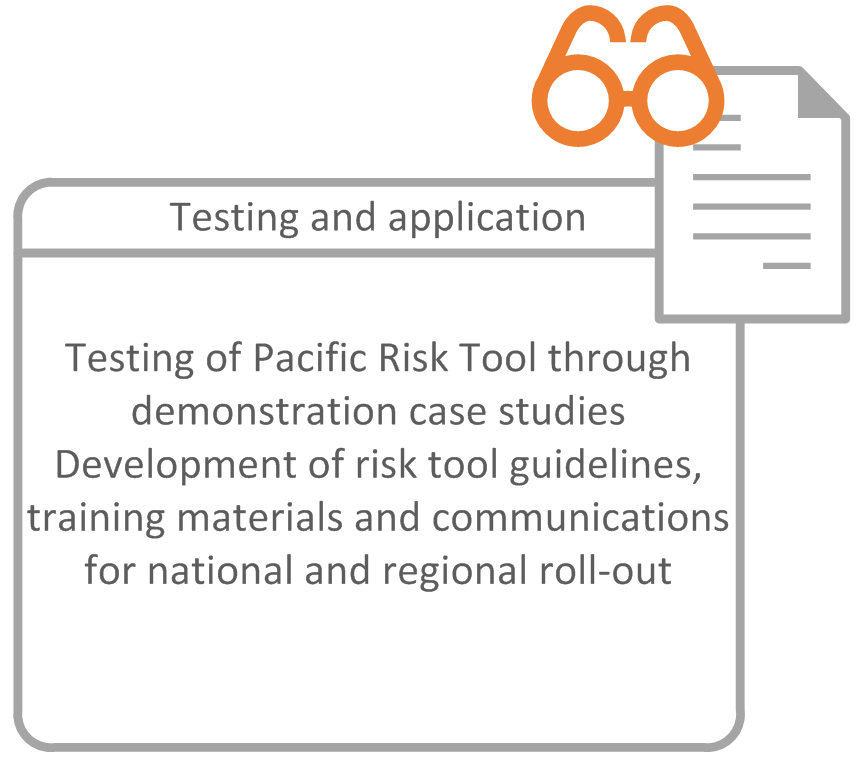 Testing and application
Testing of Pacific Risk Tool through
demonstration case studies
Development of risk tool guidelines,
training materials and communications
for national and regional roll-out